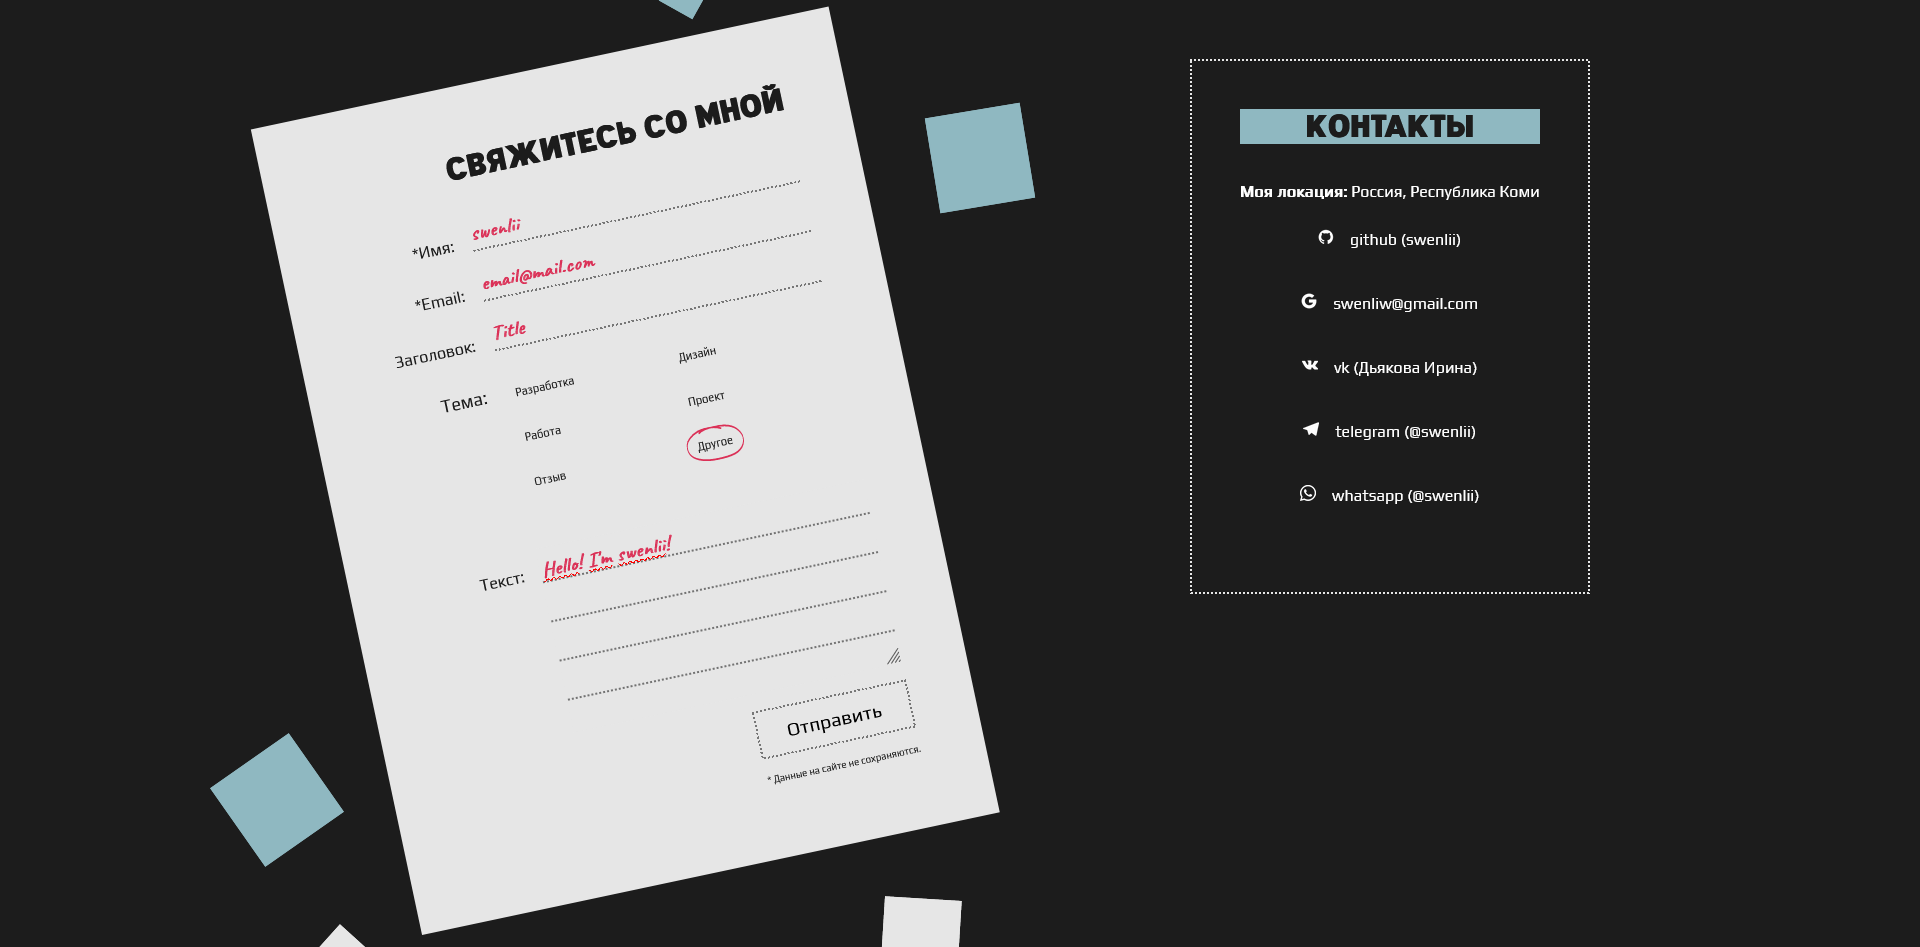 СВЯЖИТЕСЬ СО МНОЙ
*Имя: swenlii
*Email: email@mail.com
Заголовок: Title
Тема: Разработка Дизайн
Работа Проект
Отзыв Другое
Текст: Hello! I'm swenlii!
Отправить
* Данные на сайте не сохраняются.
КОНТАКТЫ
Моя локация: Россия, Республика Коми
github (swenlii)
swenliw@gmail.com
vk (Дьякова Ирина)
telegram (@swenlii)
whatsapp (@swenlii)